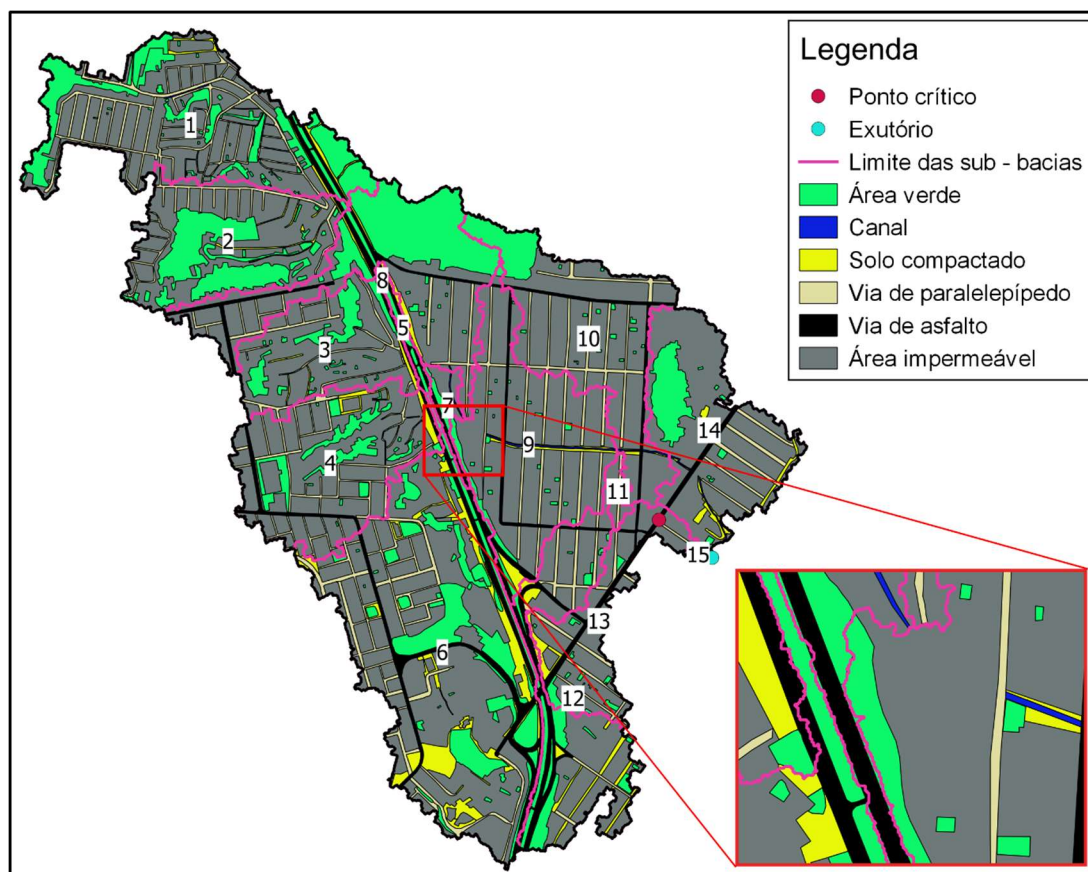 Legenda
Ponto crítico
Exutório
Limite das sub - bacias
Área verde
Canal
Solo compactado
Via de paralelepípedo
Via de asfalto
Área impermeável
1
2
8
3
5
10
7
14
9
4
11
15
13
6
12